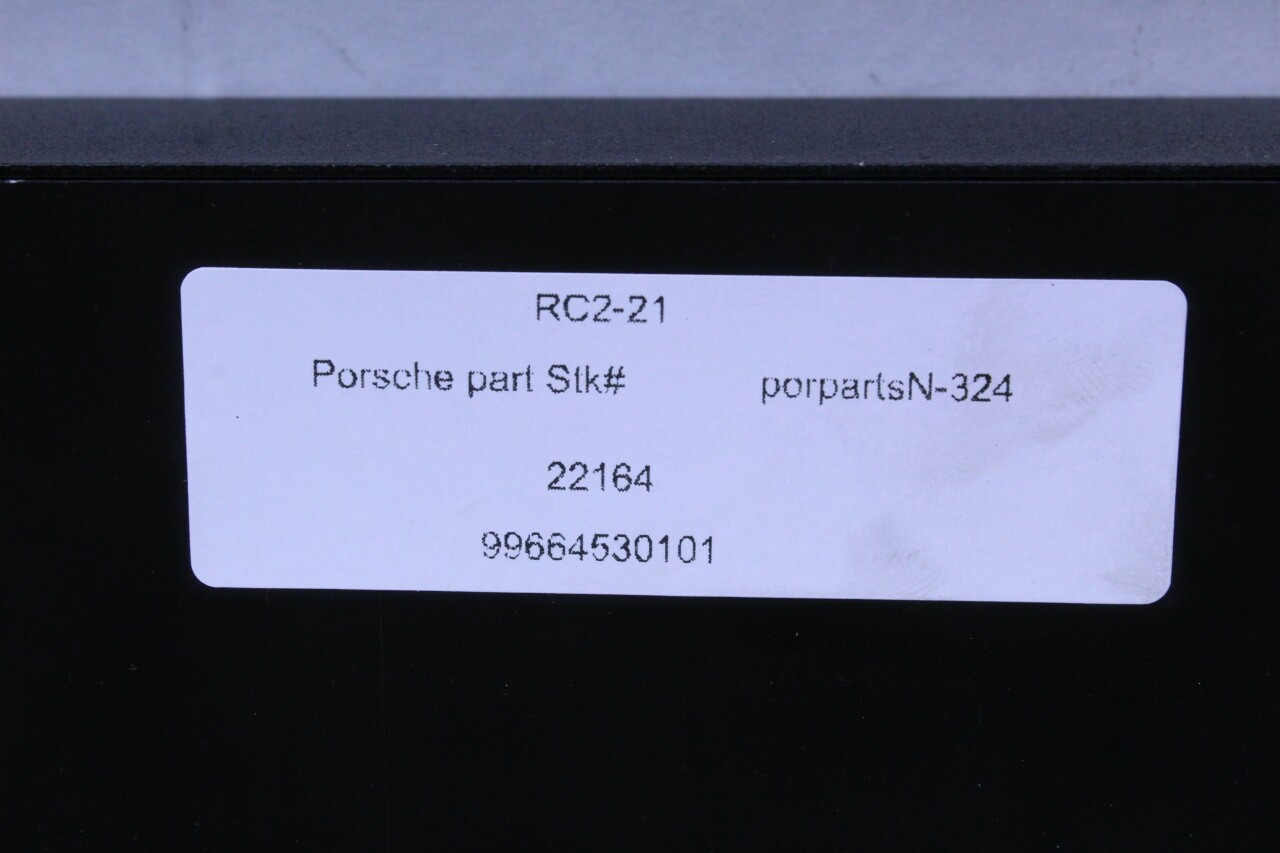 RC2-21
Porsche part Stk# porpartsN-324
22164
99664530101